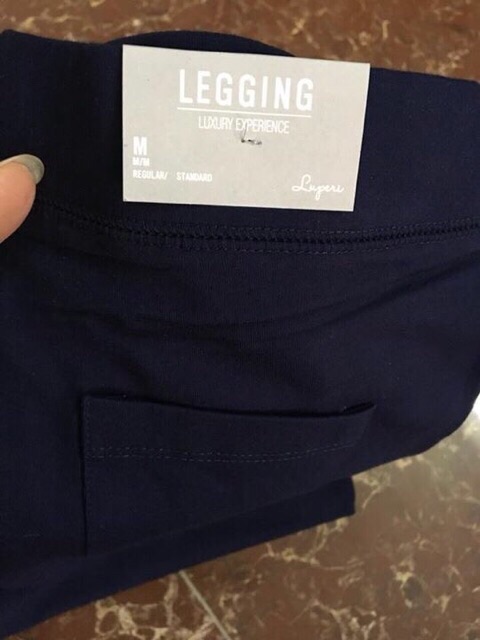 LEGGING
LUXURY EXPERIENCE
M
M/M
REGULAR/ STANDARD
Luperi